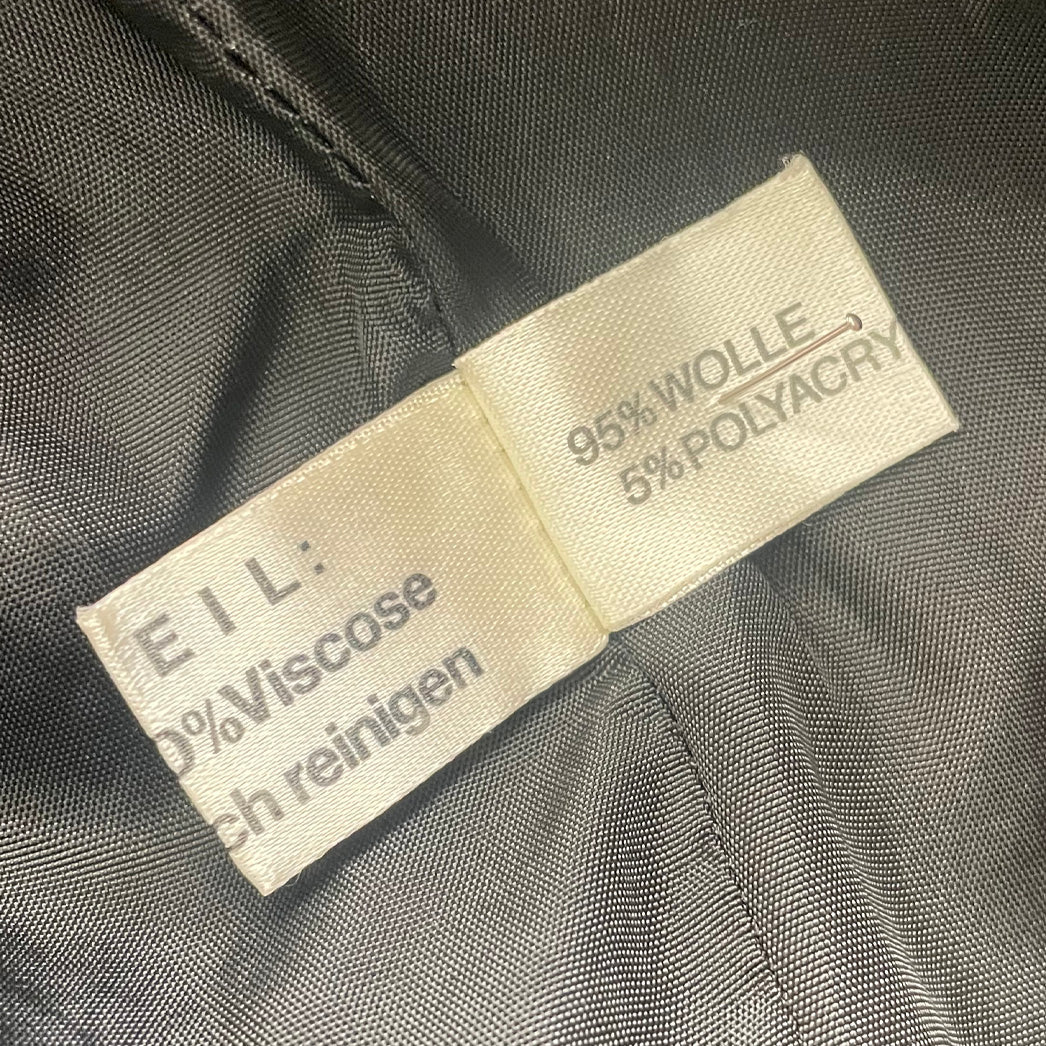 E I L:
0%Viscose
ch reinigen
95%WOLLE
5%POLYACRY